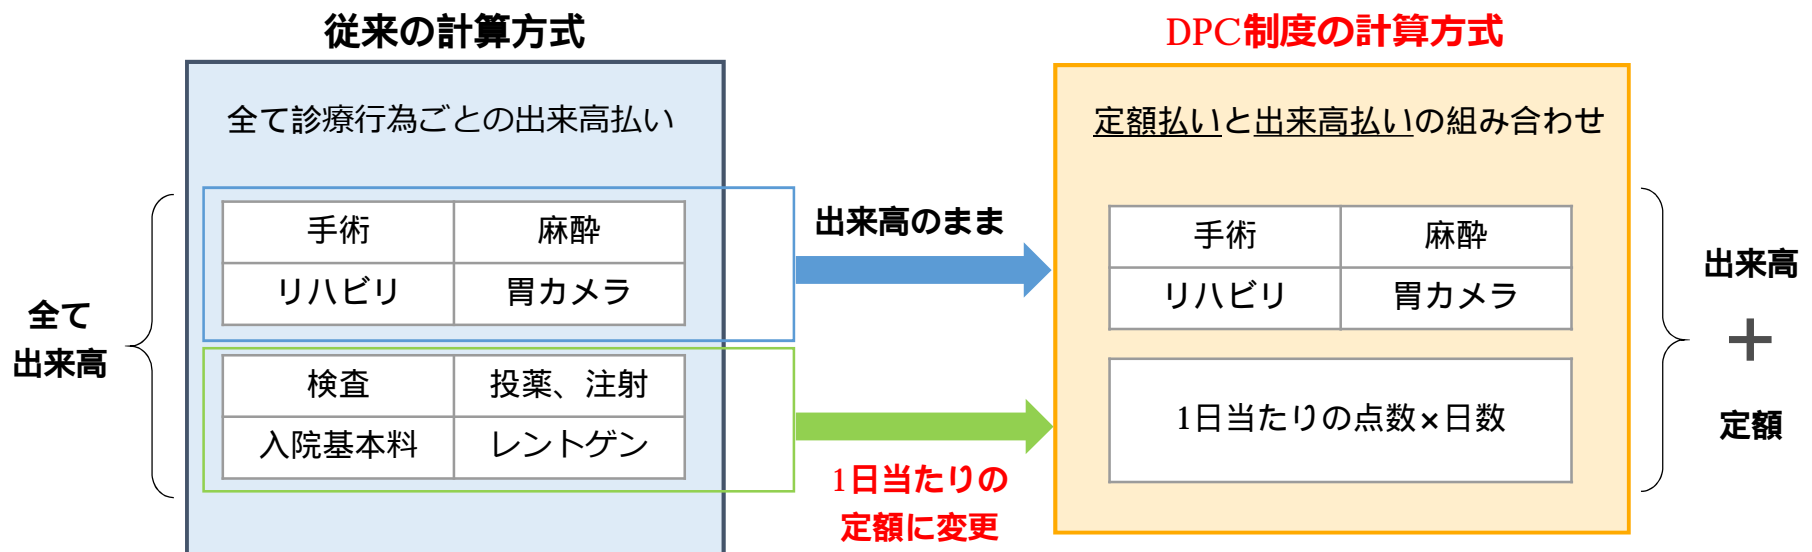 従来の計算方式
全て診療行為ごとの出来高払い
全て
出来高
手術 麻酔
リハビリ 胃カメラ
検査 投薬、注射
入院基本料 レントゲン
出来高のまま
1日当たりの
定額に変更
DPC制度の計算方式
定額払いと出来高払いの組み合わせ
手術 麻酔
リハビリ 胃カメラ
1日当たりの点数×日数
出来高
＋
定額